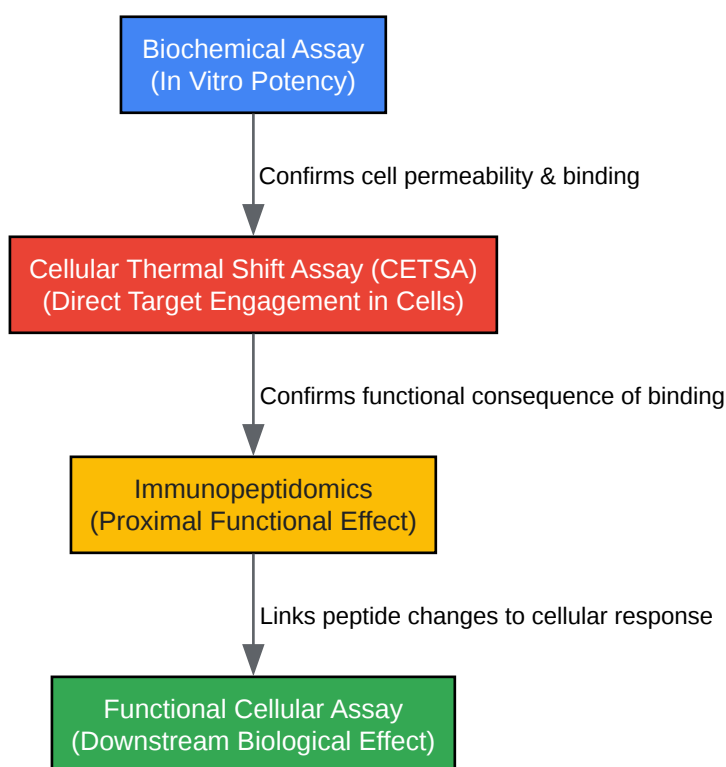 Biochemical Assay
(In Vitro Potency)
Confirms cell permeability & binding
Cellular Thermal Shift Assay (CETSA)
(Direct Target Engagement in Cells)
Confirms functional consequence of binding
Immunopeptidomics
(Proximal Functional Effect)
Links peptide changes to cellular response
Functional Cellular Assay
(Downstream Biological Effect)